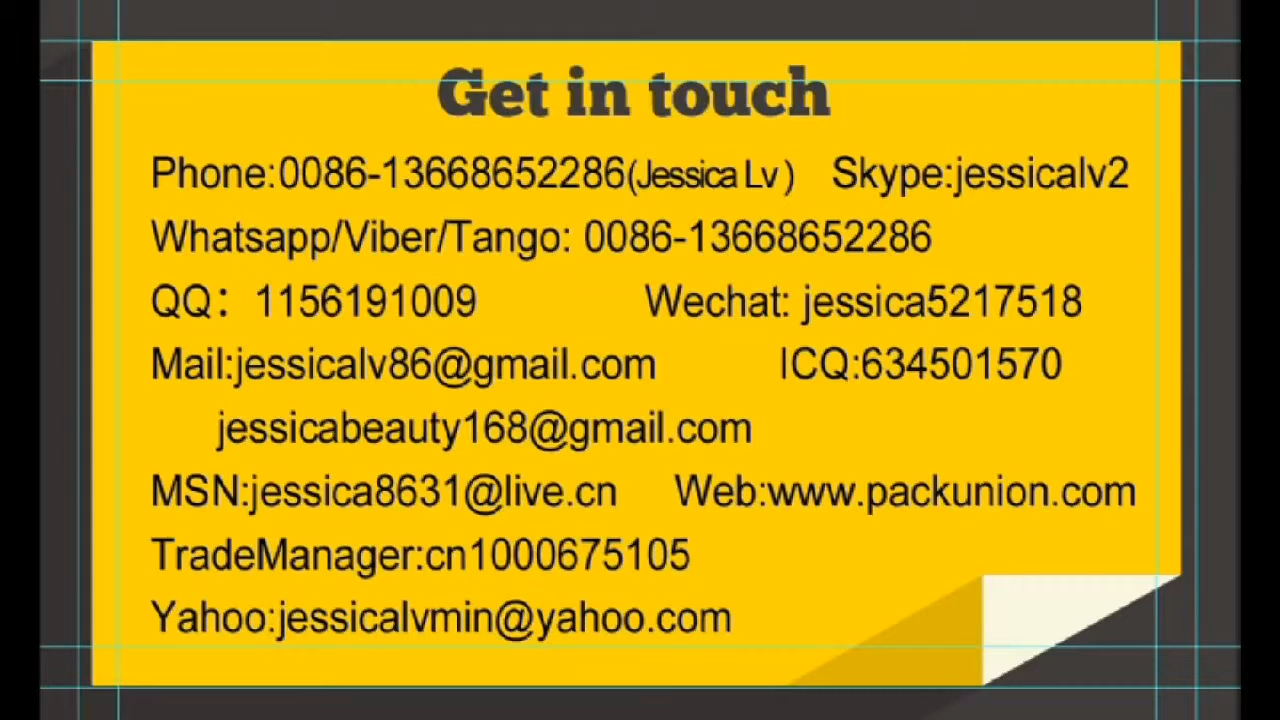 Get in touch
Phone:0086-13668652286(Jessica Lv ) Skype:jessicalv2
Whatsapp/Viber/Tango: 0086-13668652286
QQ：1156191009 Wechat: jessica5217518
Mail:jessicalv86@gmail.com ICQ:634501570
jessicabeauty168@gmail.com
MSN:jessica8631@live.cn Web:www.packunion.com
TradeManager:cn1000675105
Yahoo:jessicalvmin@yahoo.com